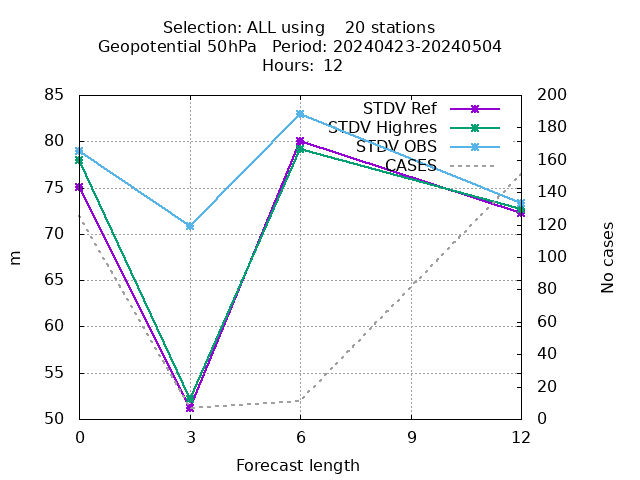 Selection: ALL using    20 stations
Geopotential 50hPa   Period: 20240423-20240504
Hours: 12
85
80
75
70
65
60
55
50
m
STDV Ref
STDV Highres
STDV OBS
CASES
200
180
160
140
120
100
80
60
40
20
0
No cases
0
3
6
9
12
Forecast length